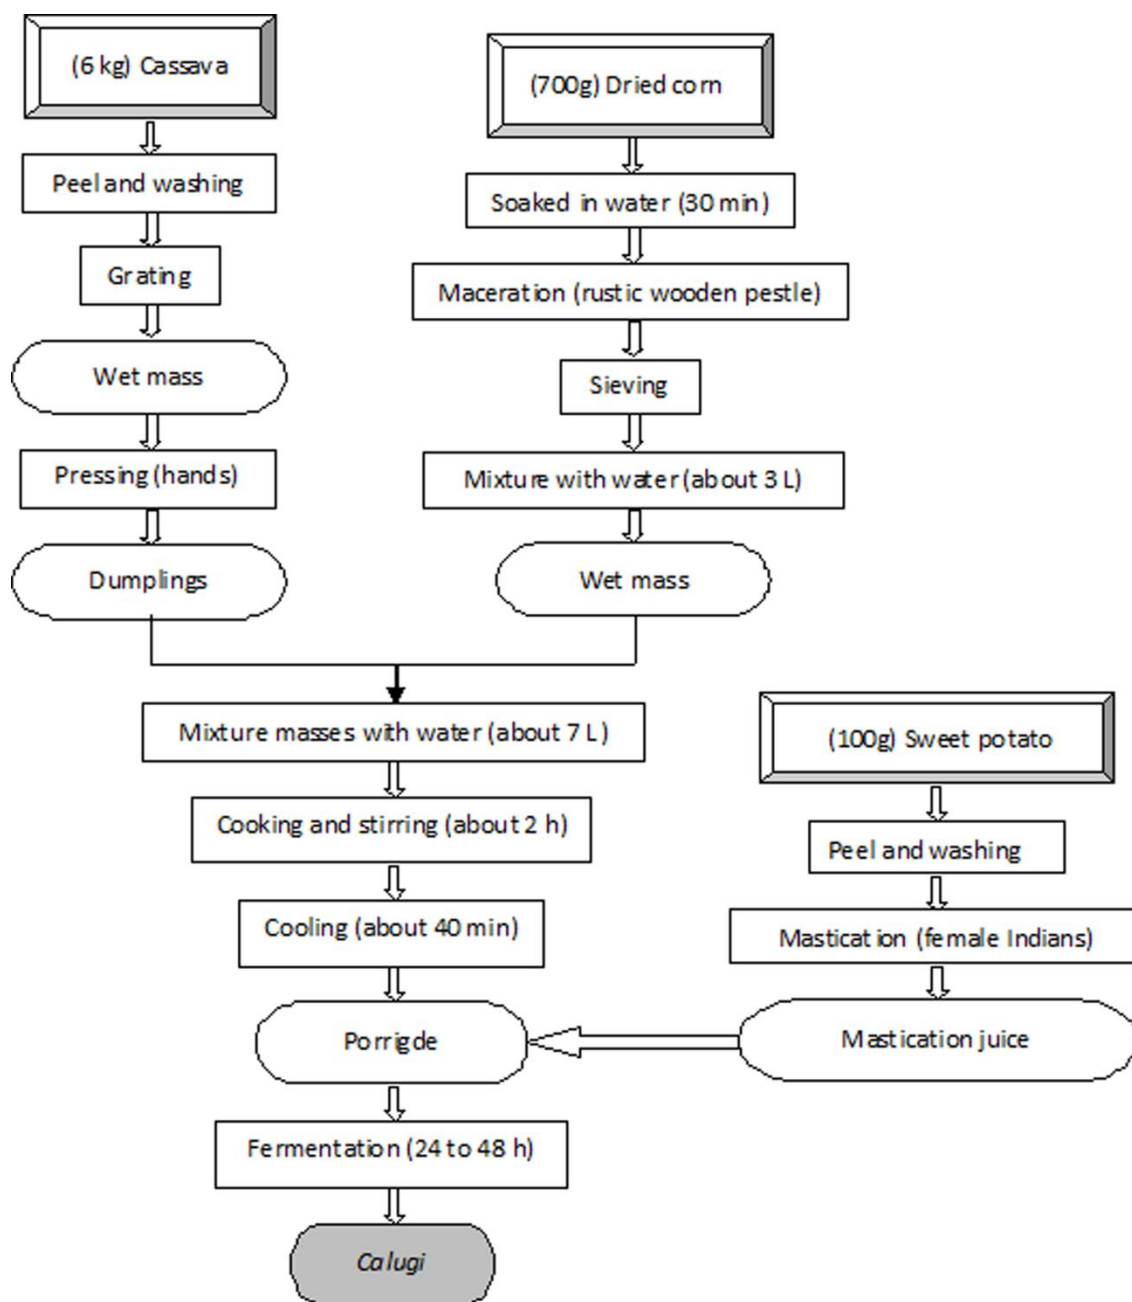 (6 kg) Cassava
Peel and washing
Grating
Wet mass
Pressing (hands)
Dumplings
(700g) Dried corn
Soaked in water (30 min)
Maceration (rustic wooden pestle)
Sieving
Mixture with water (about 3 L)
Wet mass
Mixture masses with water (about 7 L)
Cooking and stirring (about 2 h)
Cooling (about 40 min)
Porrigde
(100g) Sweet potato
Peel and washing
Mastication (female Indians)
Mastication juice
Fermentation (24 to 48 h)
Calugi